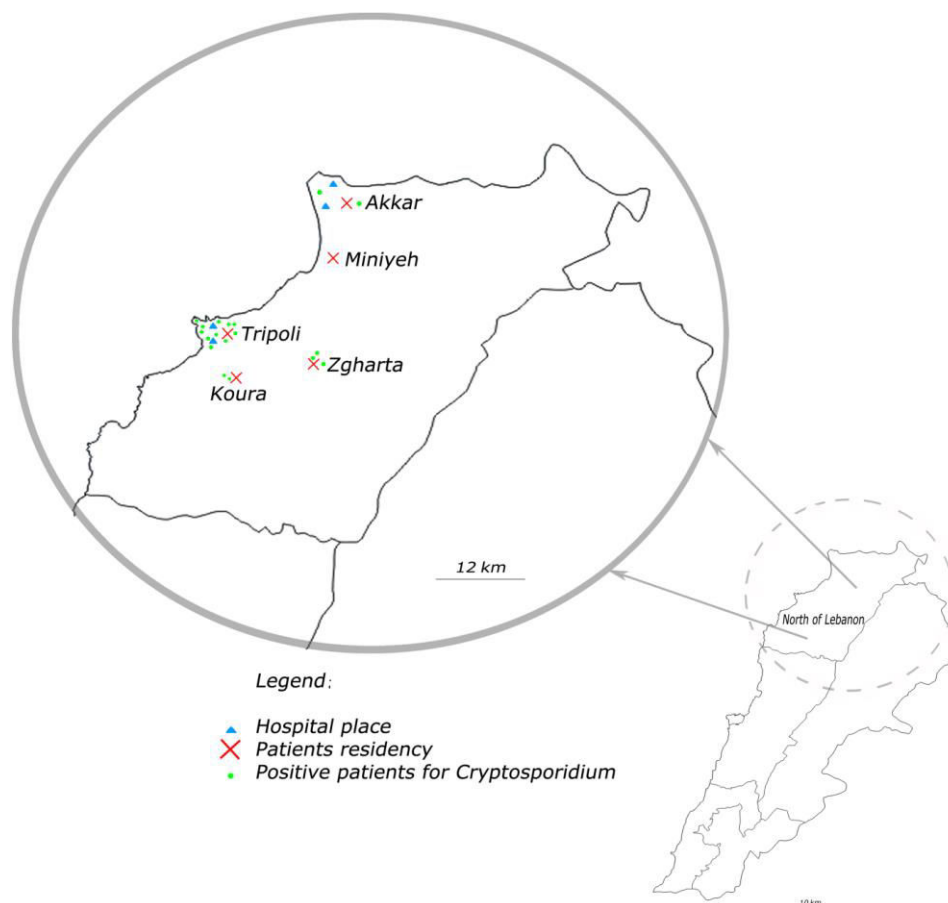 Akkar
Miniyeh
Tripoli
Zgharta
Koura
12 km
North of Lebanon
Legend:
Hospital place
Patients residency
Positive patients for Cryptosporidium